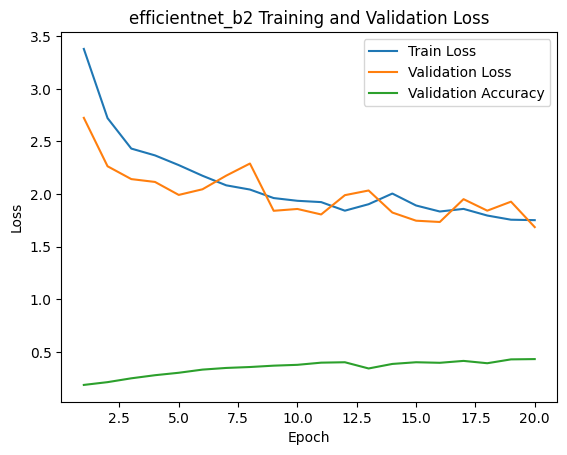 efficientnet_b2 Training and Validation Loss
Train Loss
Validation Loss
Validation Accuracy
Loss
3.5
3.0
2.5
2.0
1.5
1.0
0.5
2.5
5.0
7.5
10.0
12.5
15.0
17.5
20.0
Epoch